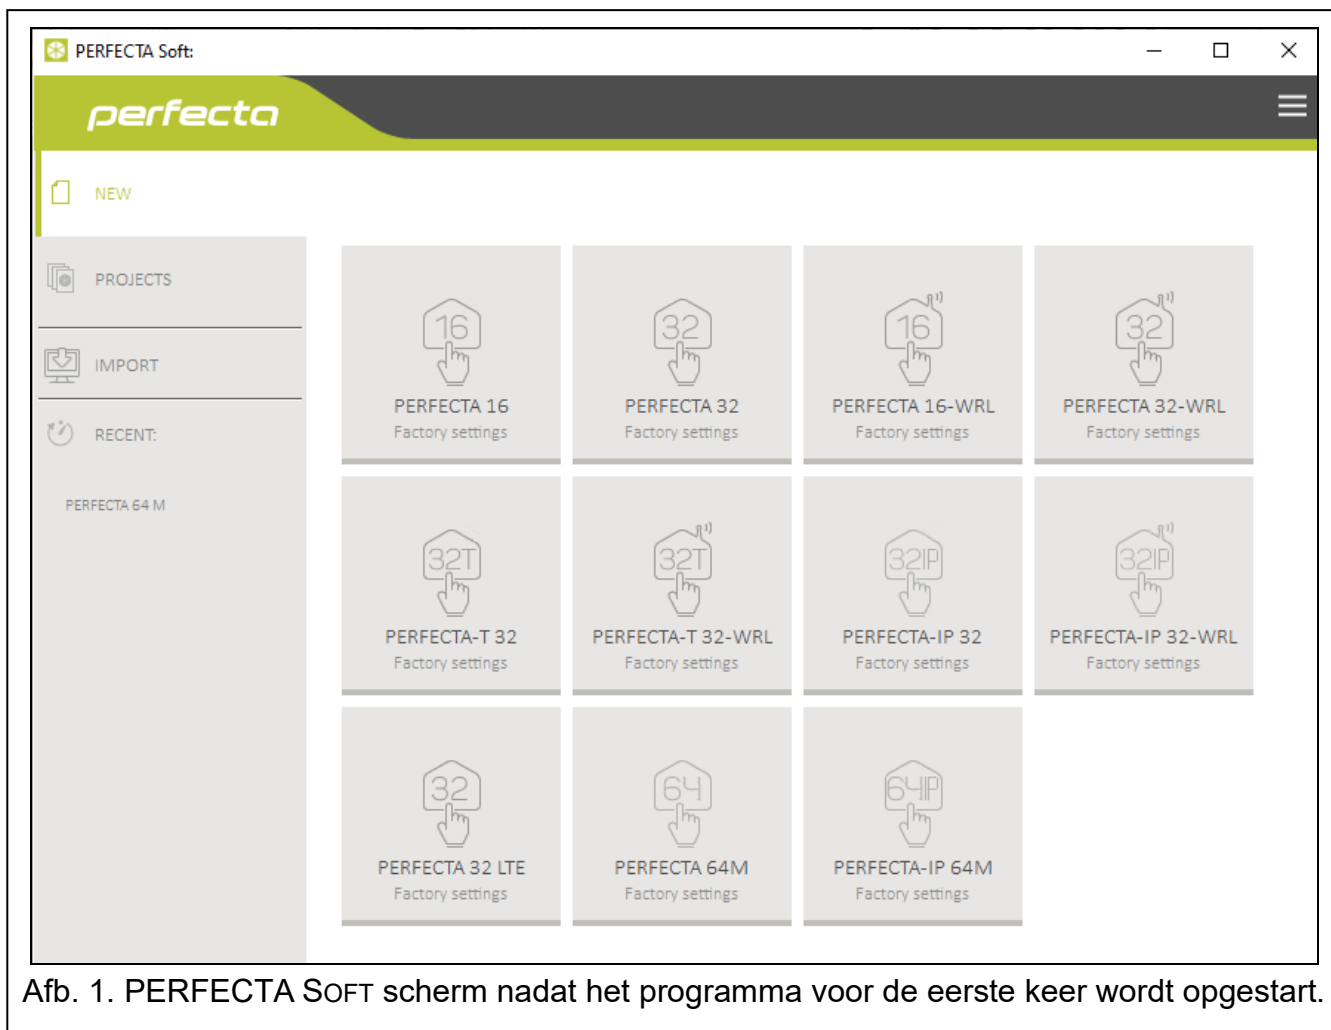 PERFECTA Soft:
perfecta
NEW
PROJECTS
IMPORT
RECENT:
PERFECTA 64 M
16
PERFECTA 16
Factory settings
32
PERFECTA 32
Factory settings
16
PERFECTA 16-WRL
Factory settings
32
PERFECTA 32-WRL
Factory settings
32T
PERFECTA-T 32
Factory settings
32T
PERFECTA-T 32-WRL
Factory settings
32IP
PERFECTA-IP 32
Factory settings
32IP
PERFECTA-IP 32-WRL
Factory settings
32
PERFECTA 32 LTE
Factory settings
64
PERFECTA 64M
Factory settings
64IP
PERFECTA-IP 64M
Factory settings
Afb. 1. PERFECTA SOFT scherm nadat het programma voor de eerste keer wordt opgestart.